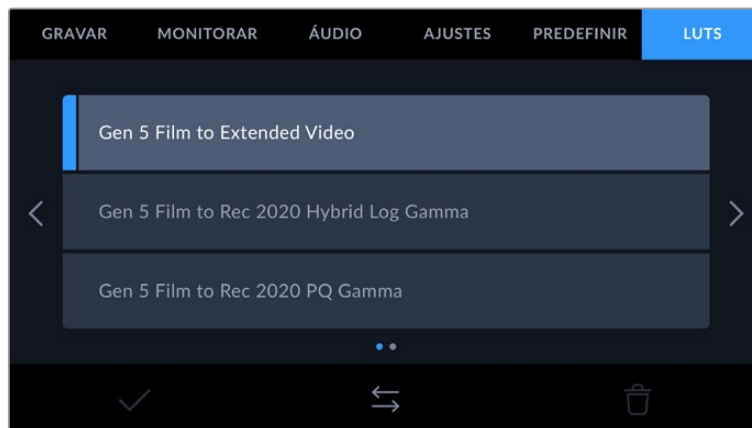 GRAVAR MONITORAR ÁUDIO AJUSTES PREDEFINIR LUTS
Gen 5 Film to Extended Video
Gen 5 Film to Rec 2020 Hybrid Log Gamma
Gen 5 Film to Rec 2020 PQ Gamma